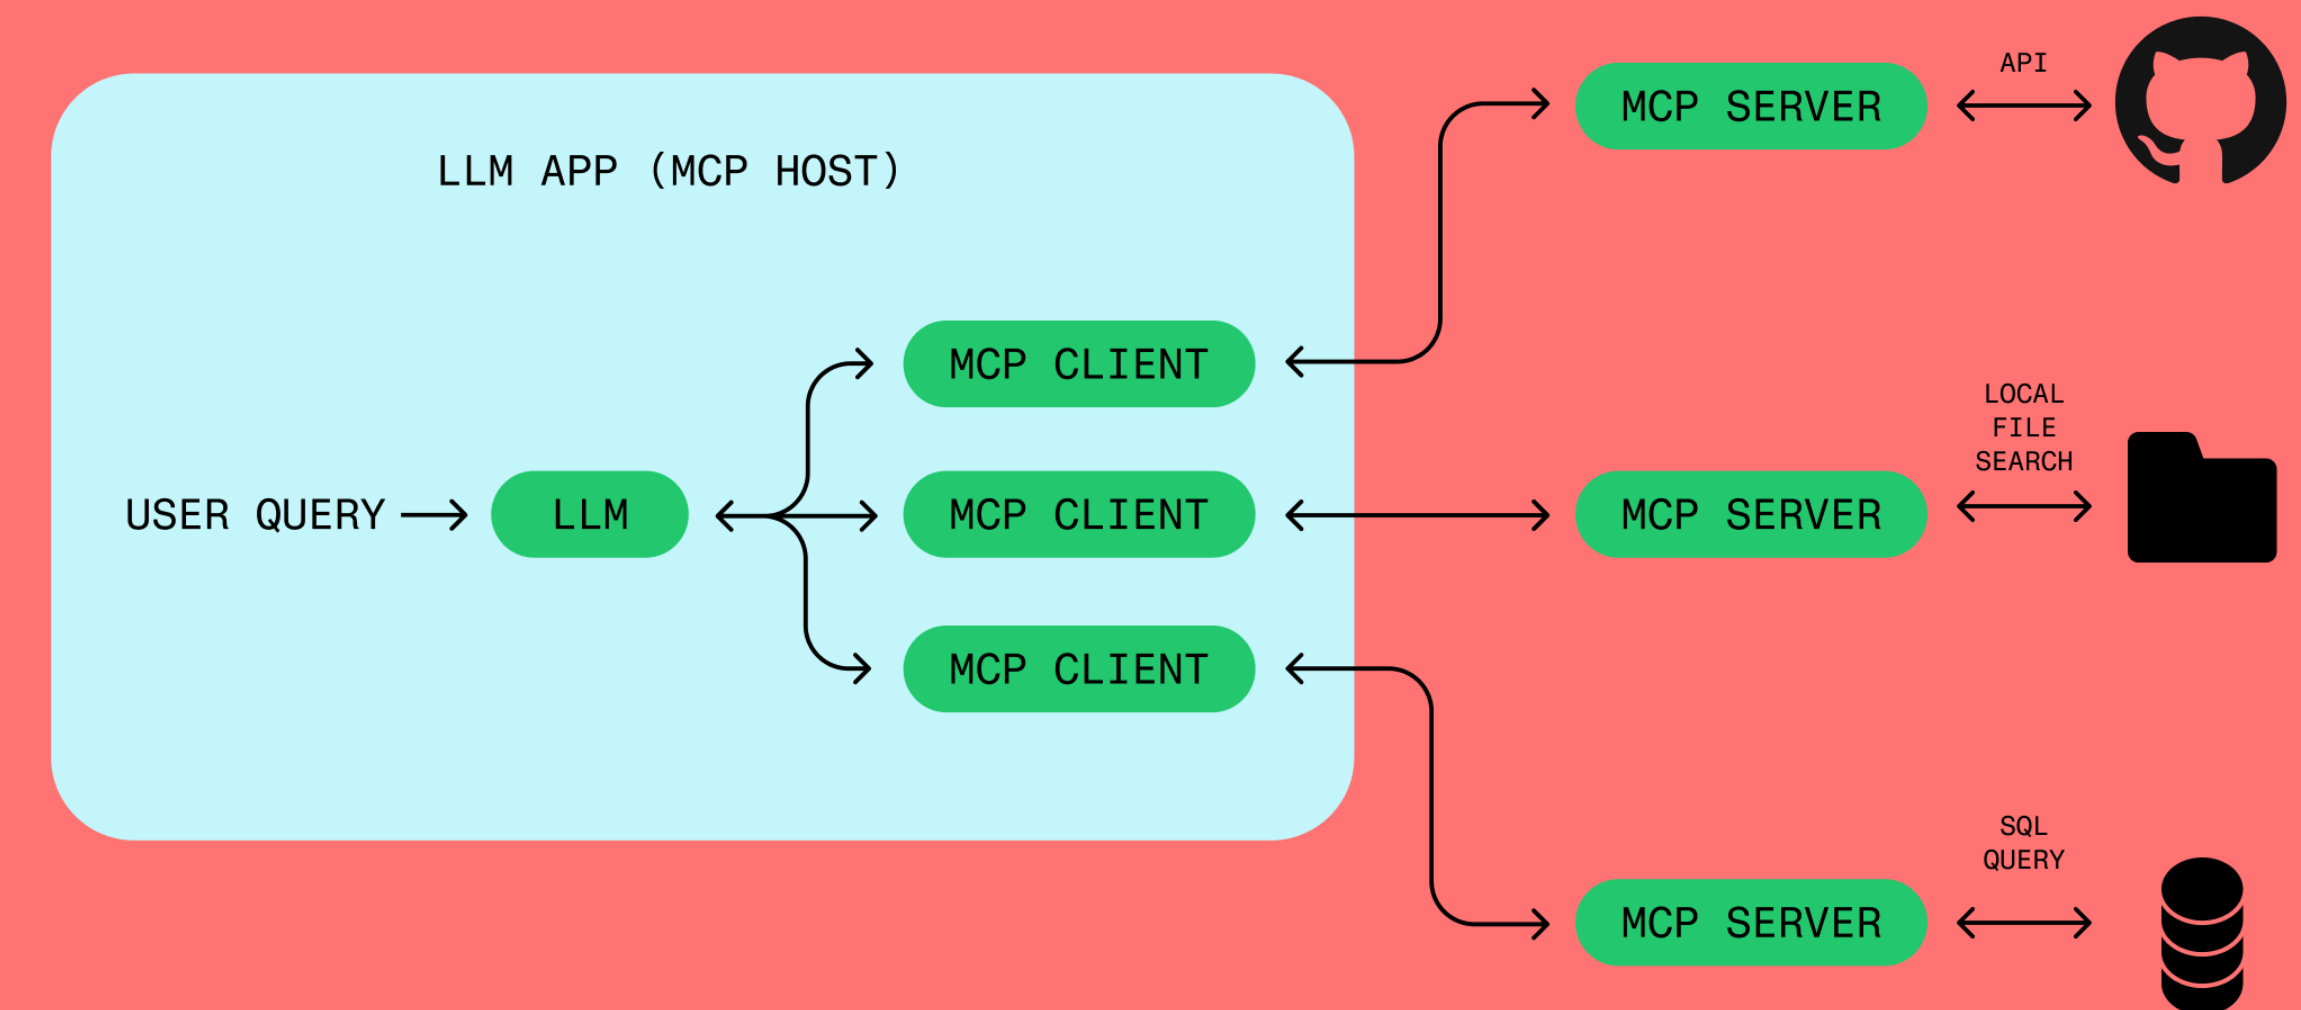 LLM APP (MCP HOST)
USER QUERY
LLM
MCP CLIENT
MCP CLIENT
MCP CLIENT
MCP SERVER
API
MCP SERVER
LOCAL
FILE
SEARCH
MCP SERVER
SQL
QUERY